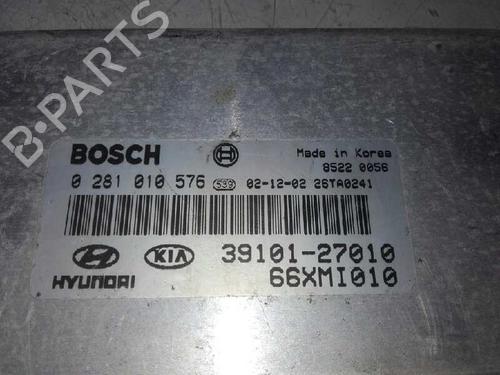 B-PARTS
BOSCH
Made in Korea
8522 0056
0 281 010 576 02-12-02 26TA0241
39101-27010
HYUNDAI KIA
66XMI010